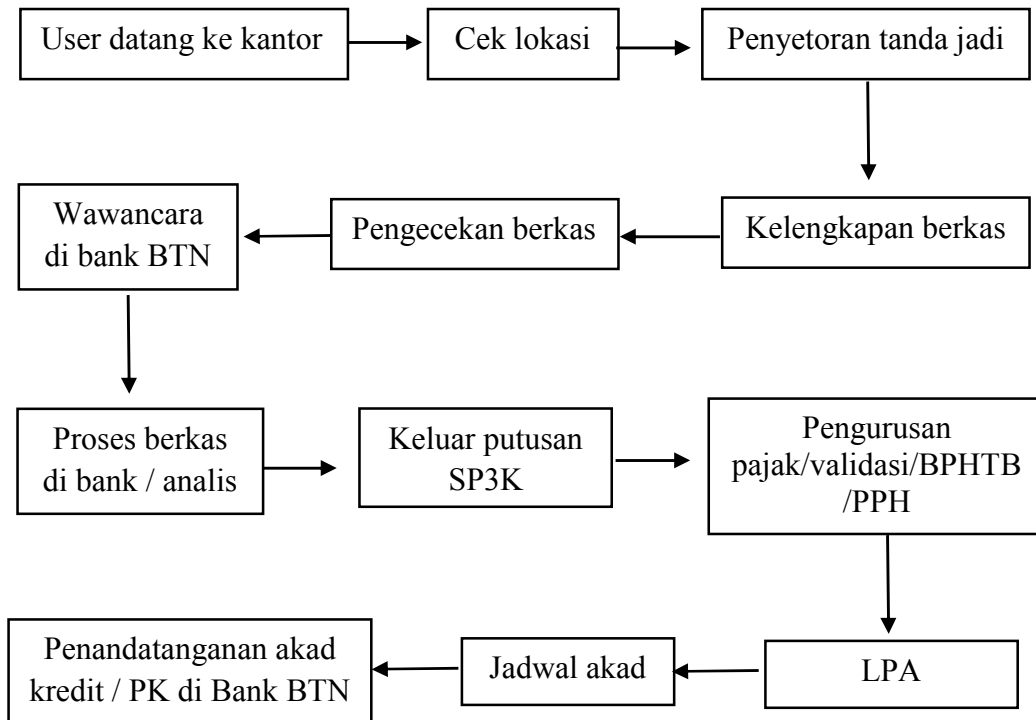 User datang ke kantor
Cek lokasi
Penyetoran tanda jadi
Kelengkapan berkas
Pengecekan berkas
Wawancara
di bank BTN
Proses berkas
di bank / analis
Keluar putusan
SP3K
Pengurusan
pajak/validasi/BPHTB
/PPH
LPA
Jadwal akad
Penandatanganan akad
kredit / PK di Bank BTN